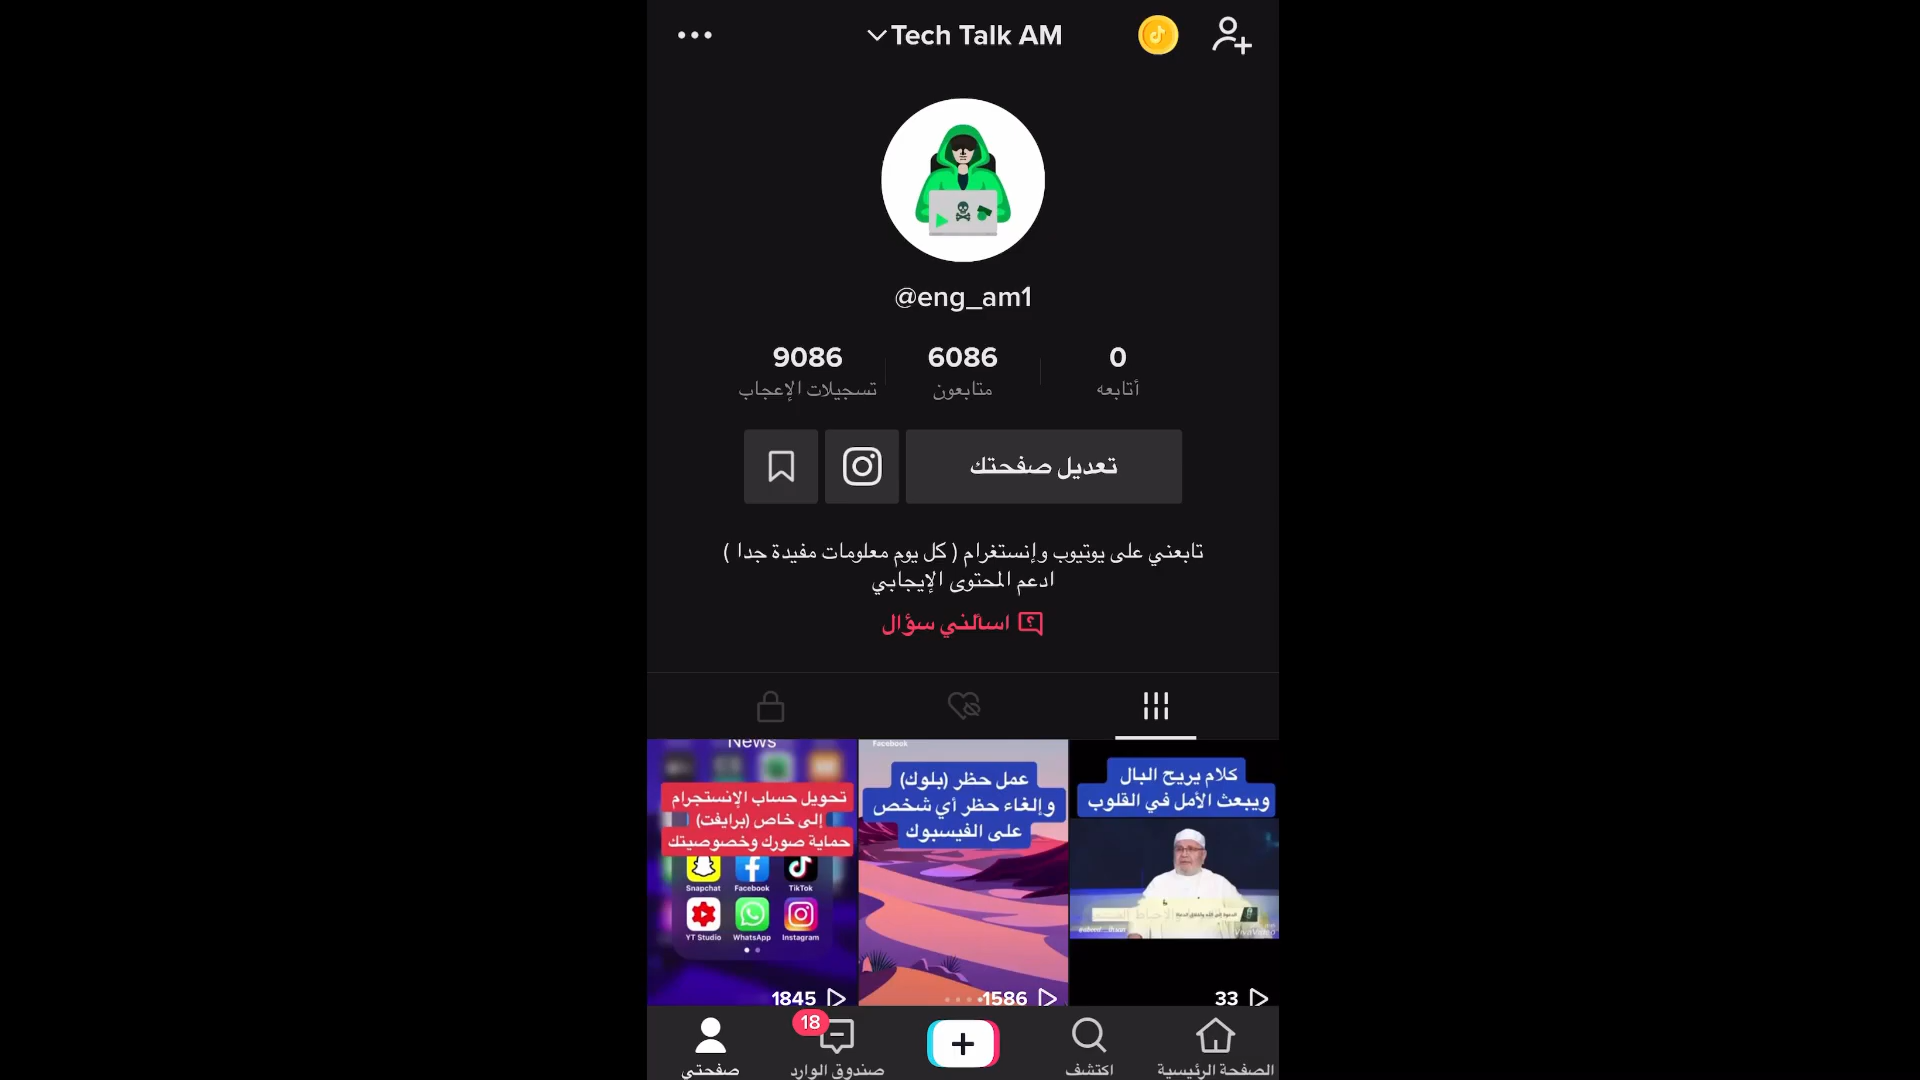 Tech Talk AM
@eng_am1
0
أتابعه
6086
متابعون
9086
تسجيلات الإعجاب
تعديل صفحتك
تابعني على يوتيوب وإنستغرام ( كل يوم معلومات مفيدة جدا )
ادعم المحتوى الإيجابي
اسألني سؤال
كلام يريح البال
ويبعث الأمل في القلوب
VivaVideo
33
Facebook
عمل حظر (بلوك)
وإلغاء حظر أي شخص
على الفيسبوك
1586
News
تحويل حساب الإنستجرام
إلى خاص (برايفت)
حماية صورك وخصوصيتك
Snapchat
Facebook
TikTok
YT Studio
WhatsApp
Instagram
1845
الصفحة الرئيسية
اكتشف
18
صندوق الوارد
صفحتي